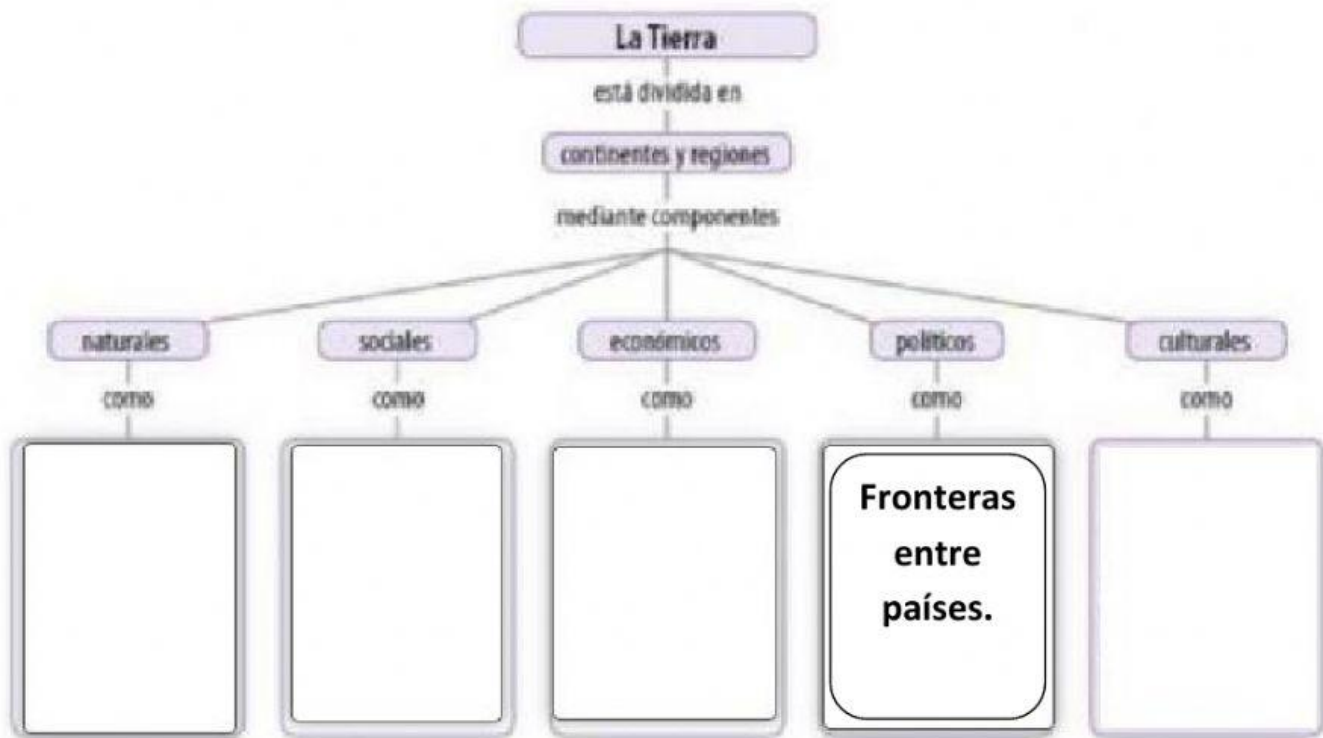 La Tierra
está dividida en
continentes y regiones
mediante componentes
naturales
sociales
económicos
políticos
culturales
como
como
como
como
como
Fronteras
entre
países.